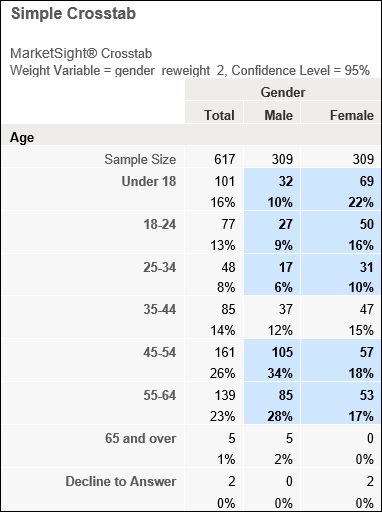 Simple Crosstab
MarketSight® Crosstab
Weight Variable = gender_reweight_2, Confidence Level = 95%
Gender
Total Male Female
Age
Sample Size 617 309 309
Under 18 101 32 69
16% 10% 22%
18-24 77 27 50
13% 9% 16%
25-34 48 17 31
8% 6% 10%
35-44 85 37 47
14% 12% 15%
45-54 161 105 57
26% 34% 18%
55-64 139 85 53
23% 28% 17%
65 and over 5 5 0
1% 2% 0%
Decline to Answer 2 0 2
0% 0% 0%